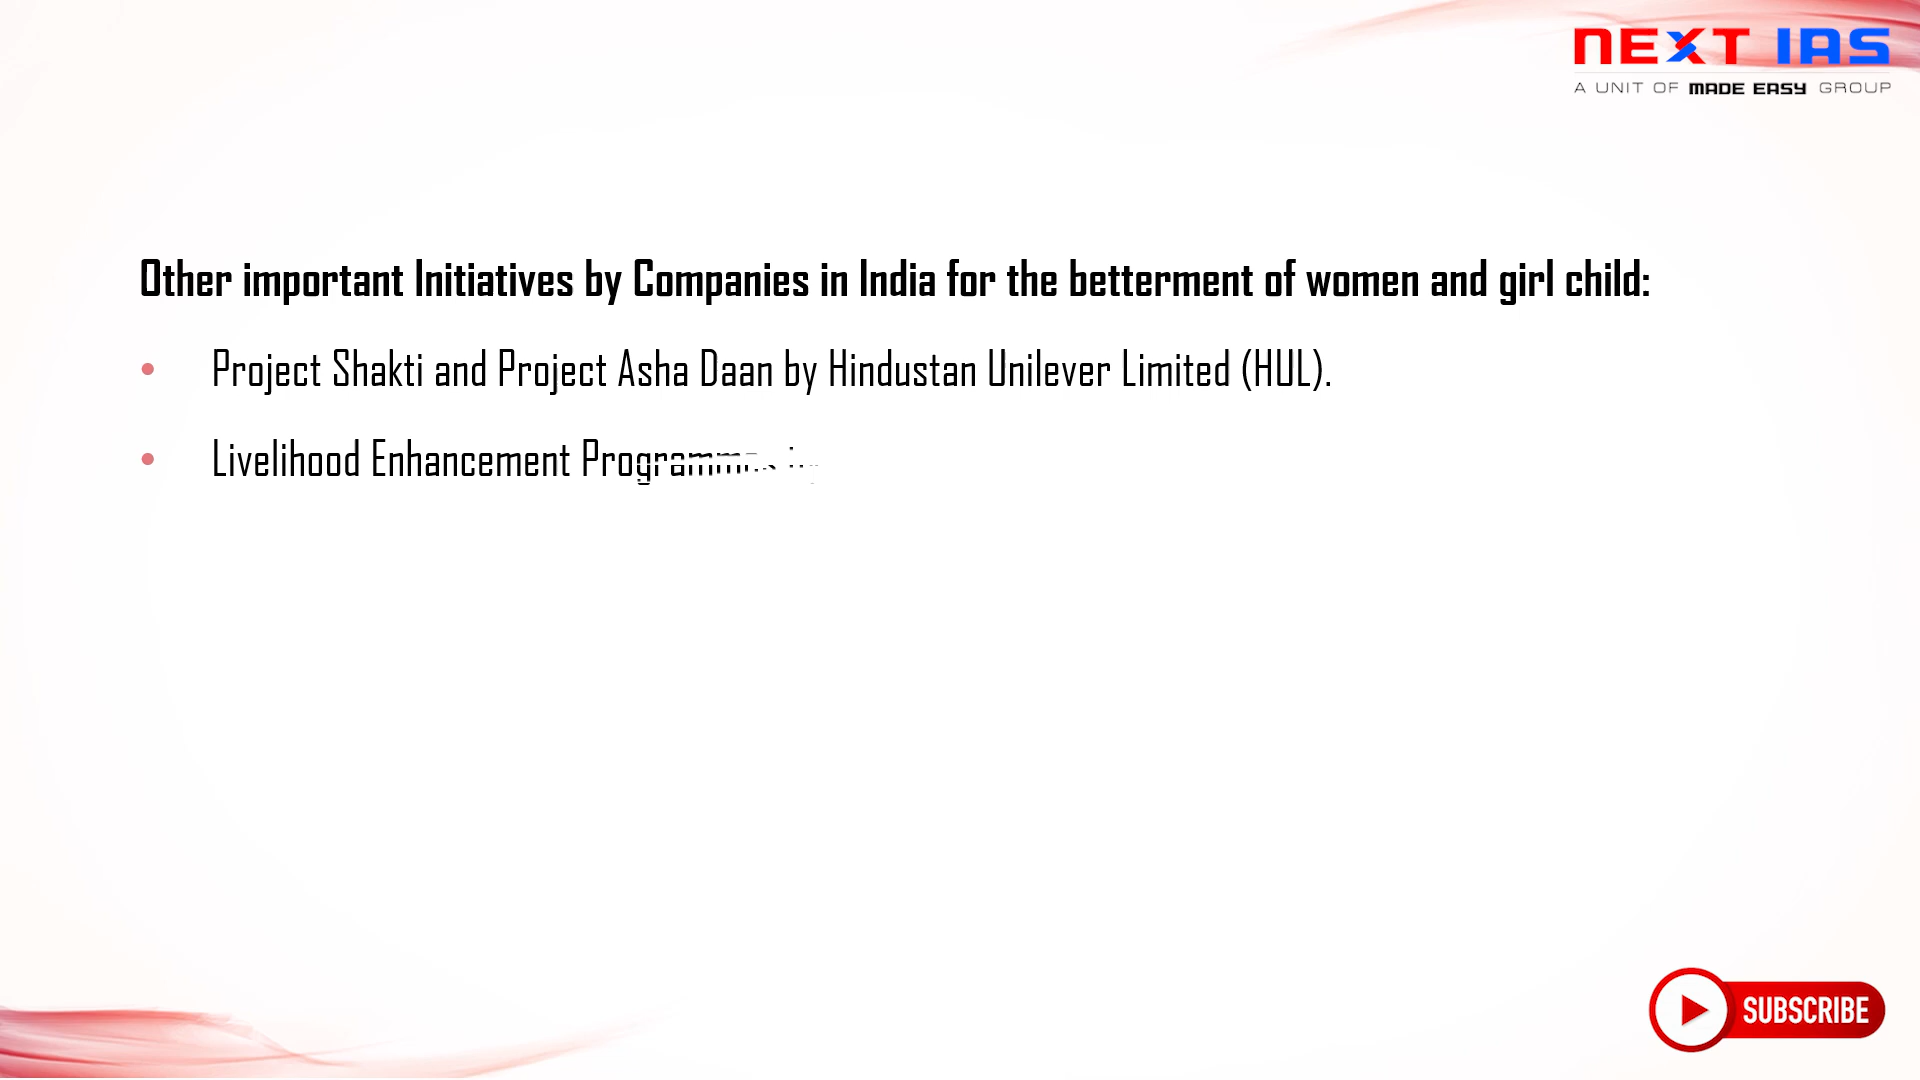 NEXT IAS
A UNIT OF MADE EASY GROUP
Other important Initiatives by Companies in India for the betterment of women and girl child:
• Project Shakti and Project Asha Daan by Hindustan Unilever Limited (HUL).
• Livelihood Enhancement Programmes
SUBSCRIBE